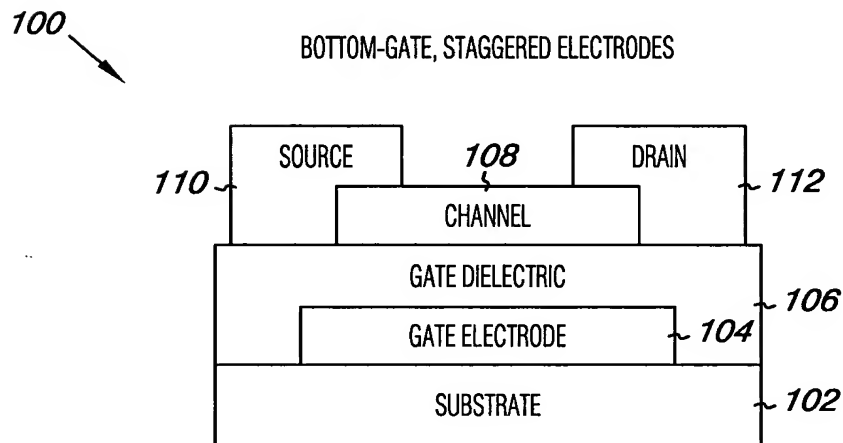 100
BOTTOM-GATE, STAGGERED ELECTRODES
SOURCE
108
DRAIN
110
112
CHANNEL
GATE DIELECTRIC
106
GATE ELECTRODE
104
SUBSTRATE
102